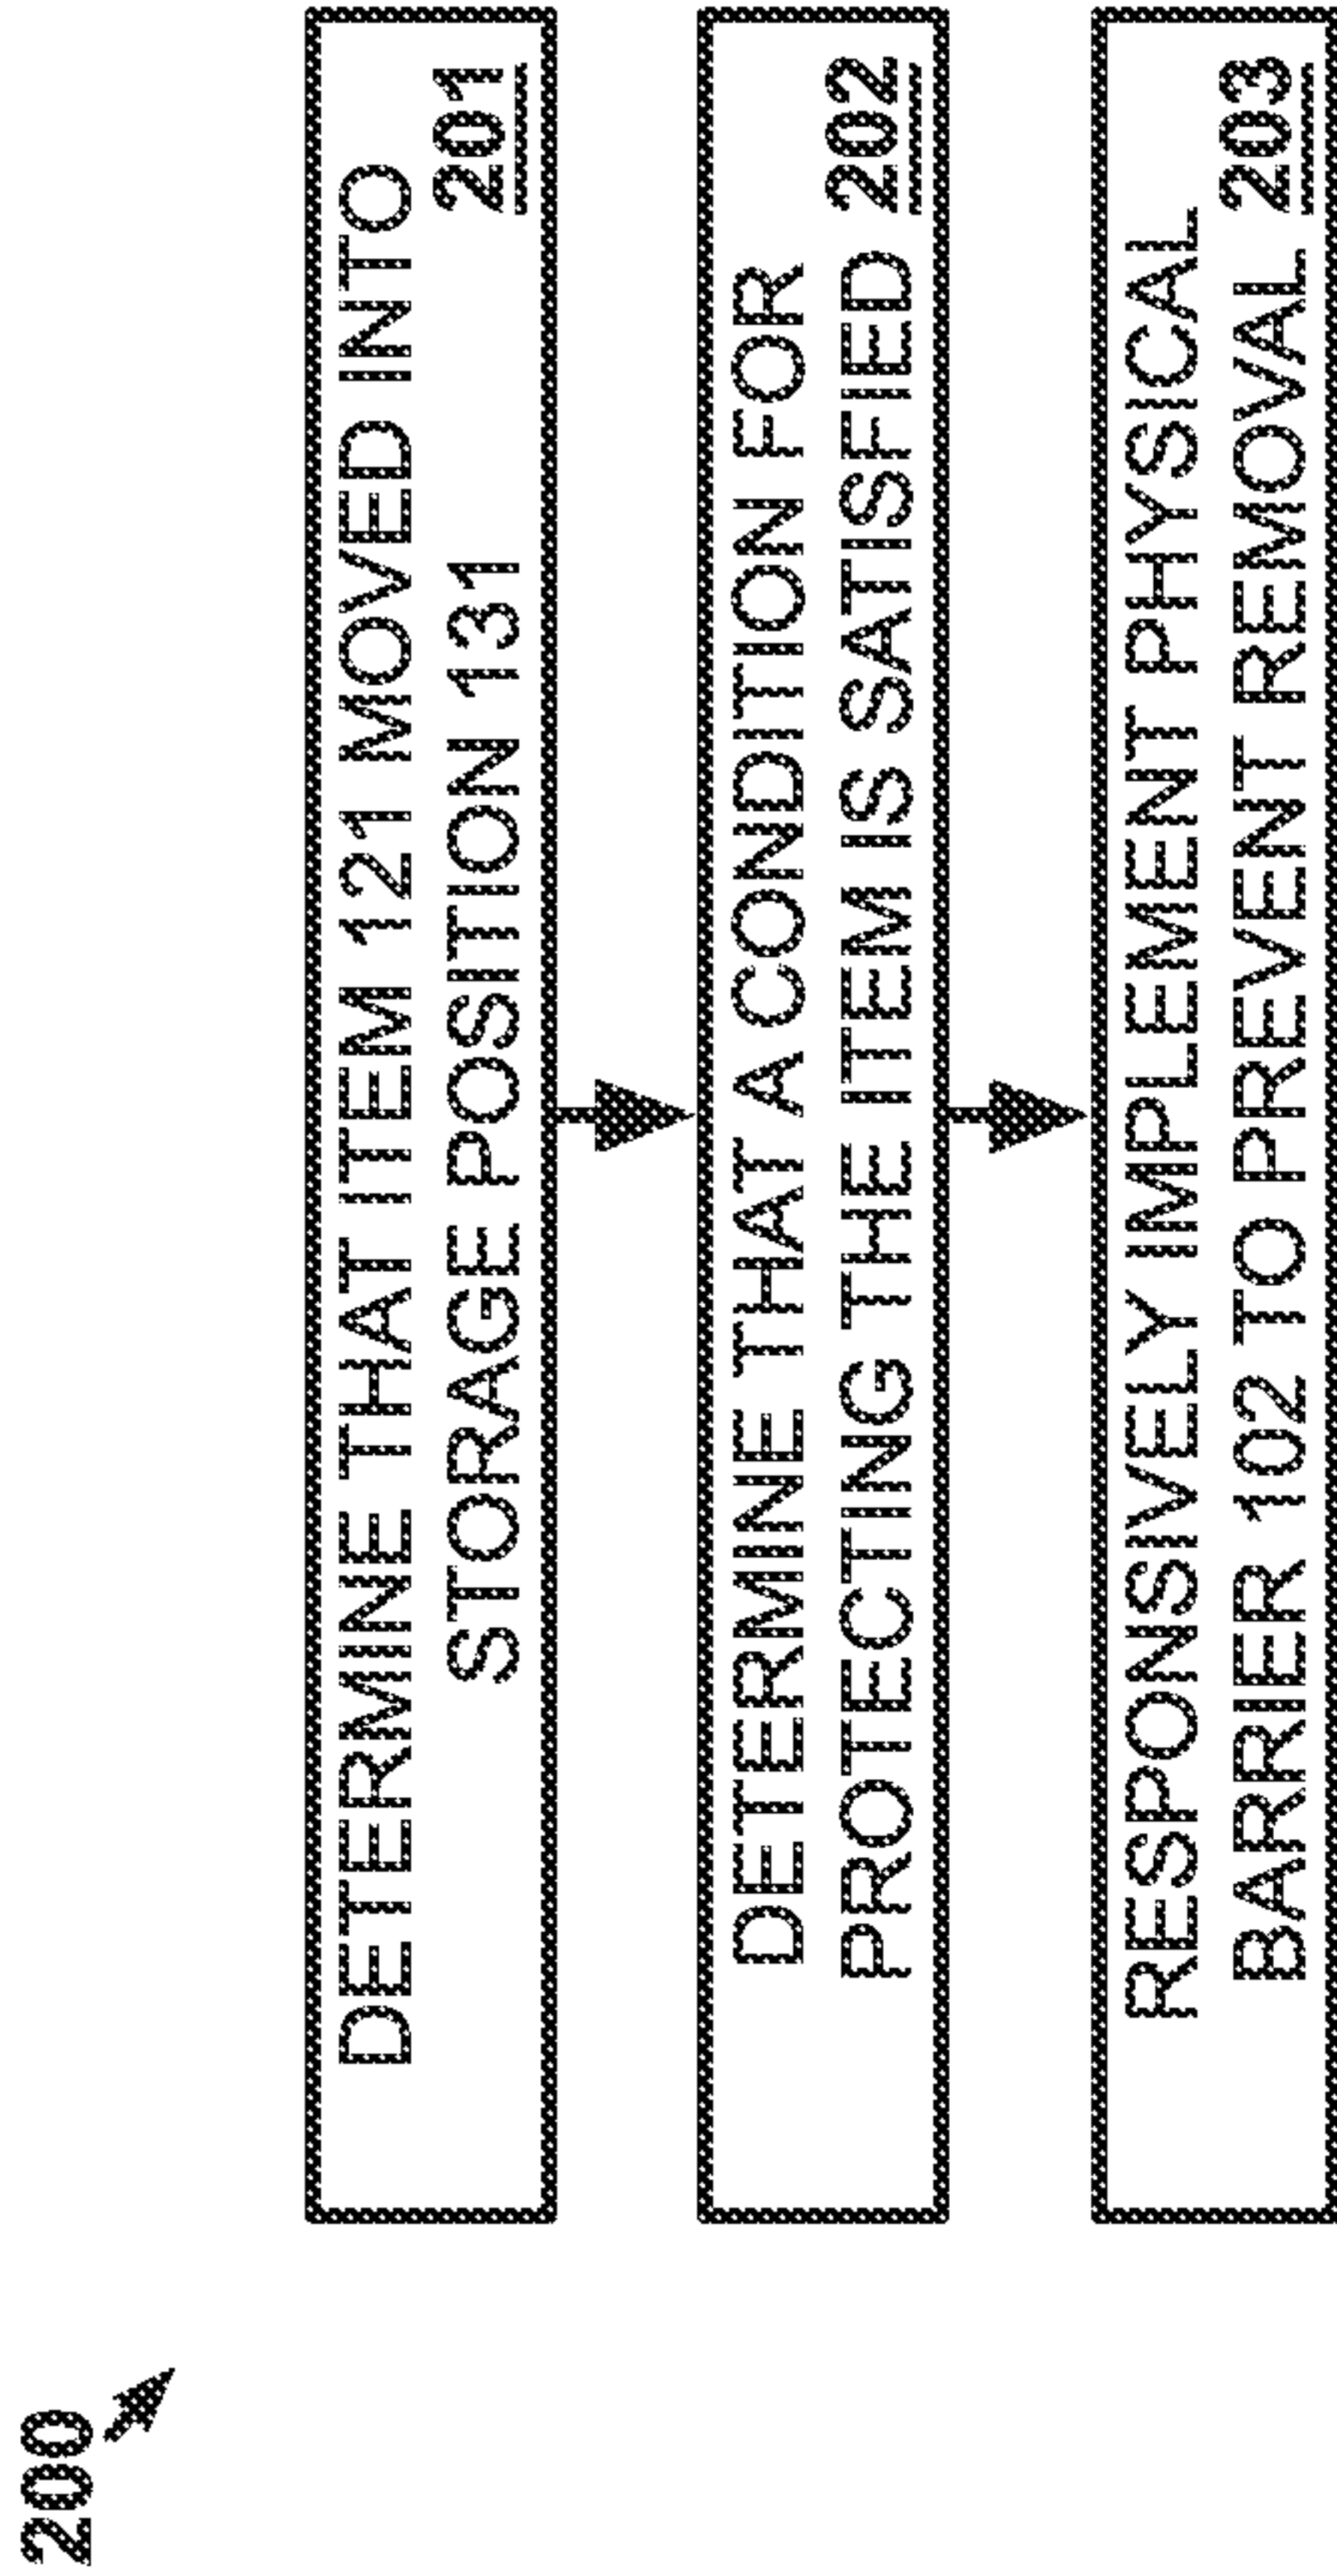 200
DETERMINE THAT ITEM 121 MOVED INTO
STORAGE POSITION 131 201
DETERMINE THAT A CONDITION FOR
PROTECTING THE ITEM IS SATISFIED 202
RESPONSIVELY IMPLEMENT PHYSICAL
BARRIER 102 TO PREVENT REMOVAL 203